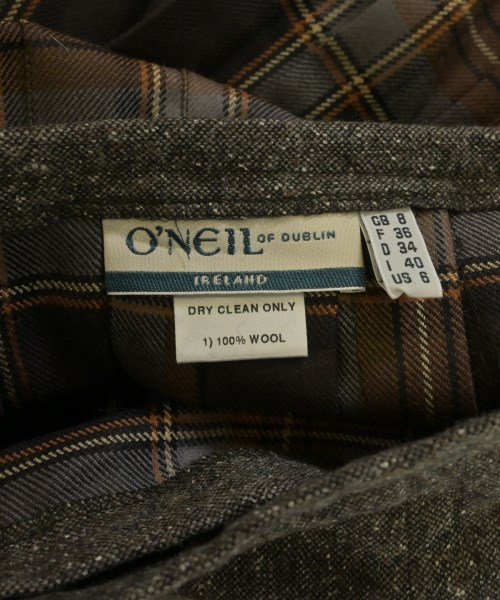 O'NEIL OF DUBLIN
IRELAND
DRY CLEAN ONLY
1) 100% WOOL
GB 8
F 36
D 34
I 40
US 6